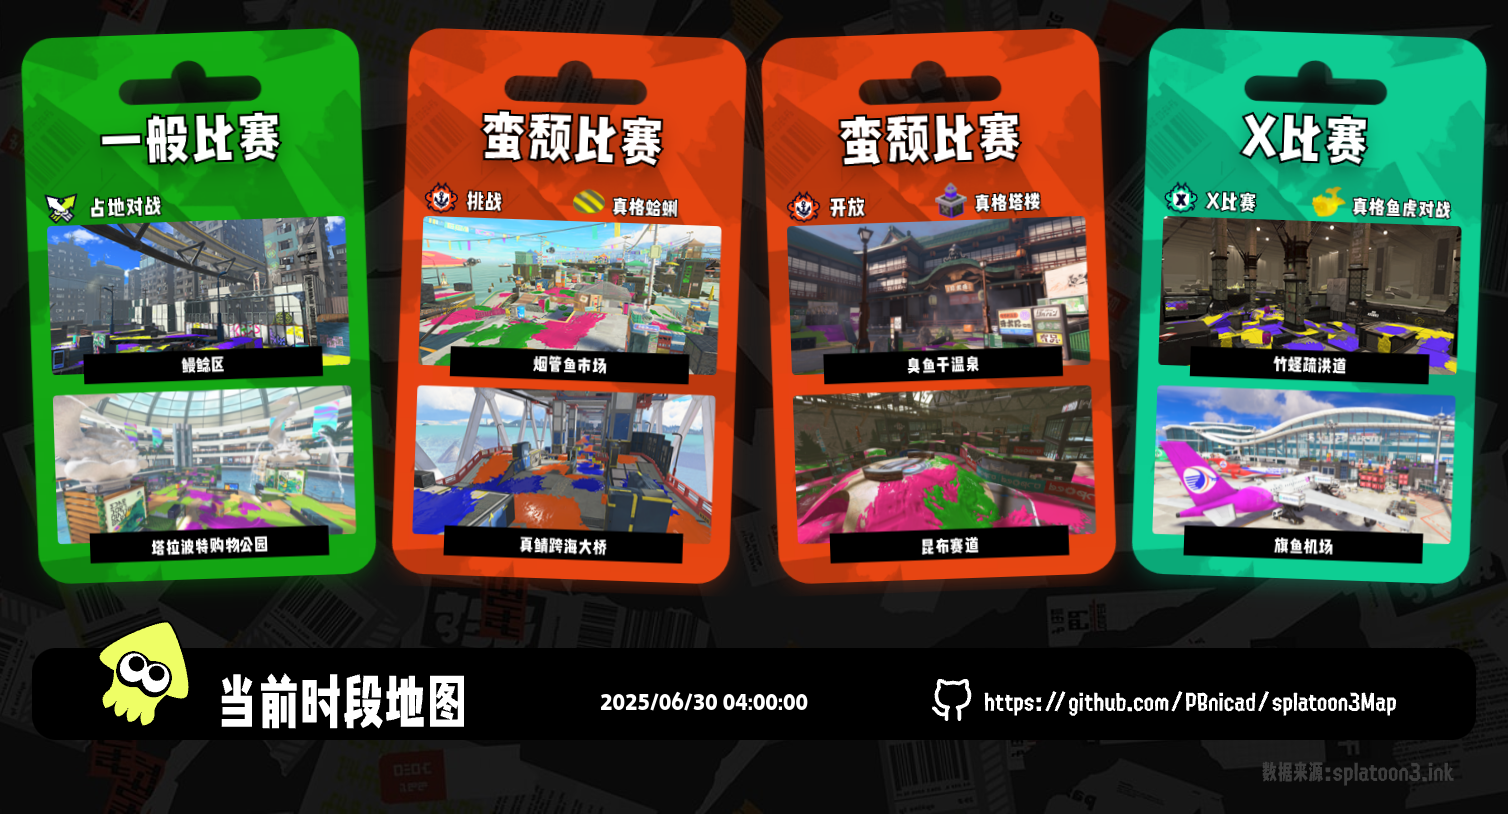 一般比赛
占地对战
鳗鲶区
塔拉波特购物公园
蛮颓比赛
挑战
真格蛤蜊
烟管鱼市场
真鲭跨海大桥
蛮颓比赛
开放
真格塔楼
臭鱼干温泉
昆布赛道
X比赛
X比赛
真格鱼虎对战
竹蛏疏洪道
旗鱼机场
当前时段地图
2025/06/30 04:00:00
https://github.com/PBnicad/splatoon3Map
数据来源:splatoon3.ink